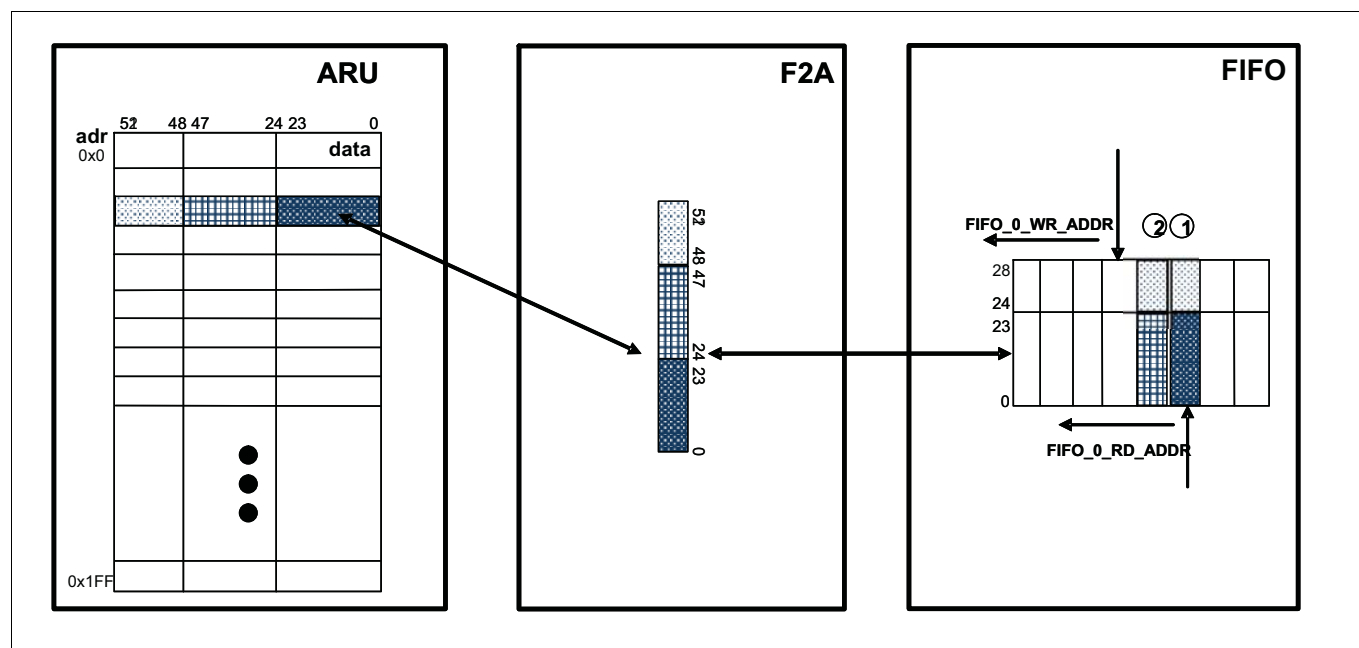 ARU
52 48 47 24 23 0
adr
0x0
data
0x1FF
F2A
52
48 47
24 23
0
FIFO
FIFO_0_WR_ADDR
2 1
28
24
23
0
FIFO_0_RD_ADDR